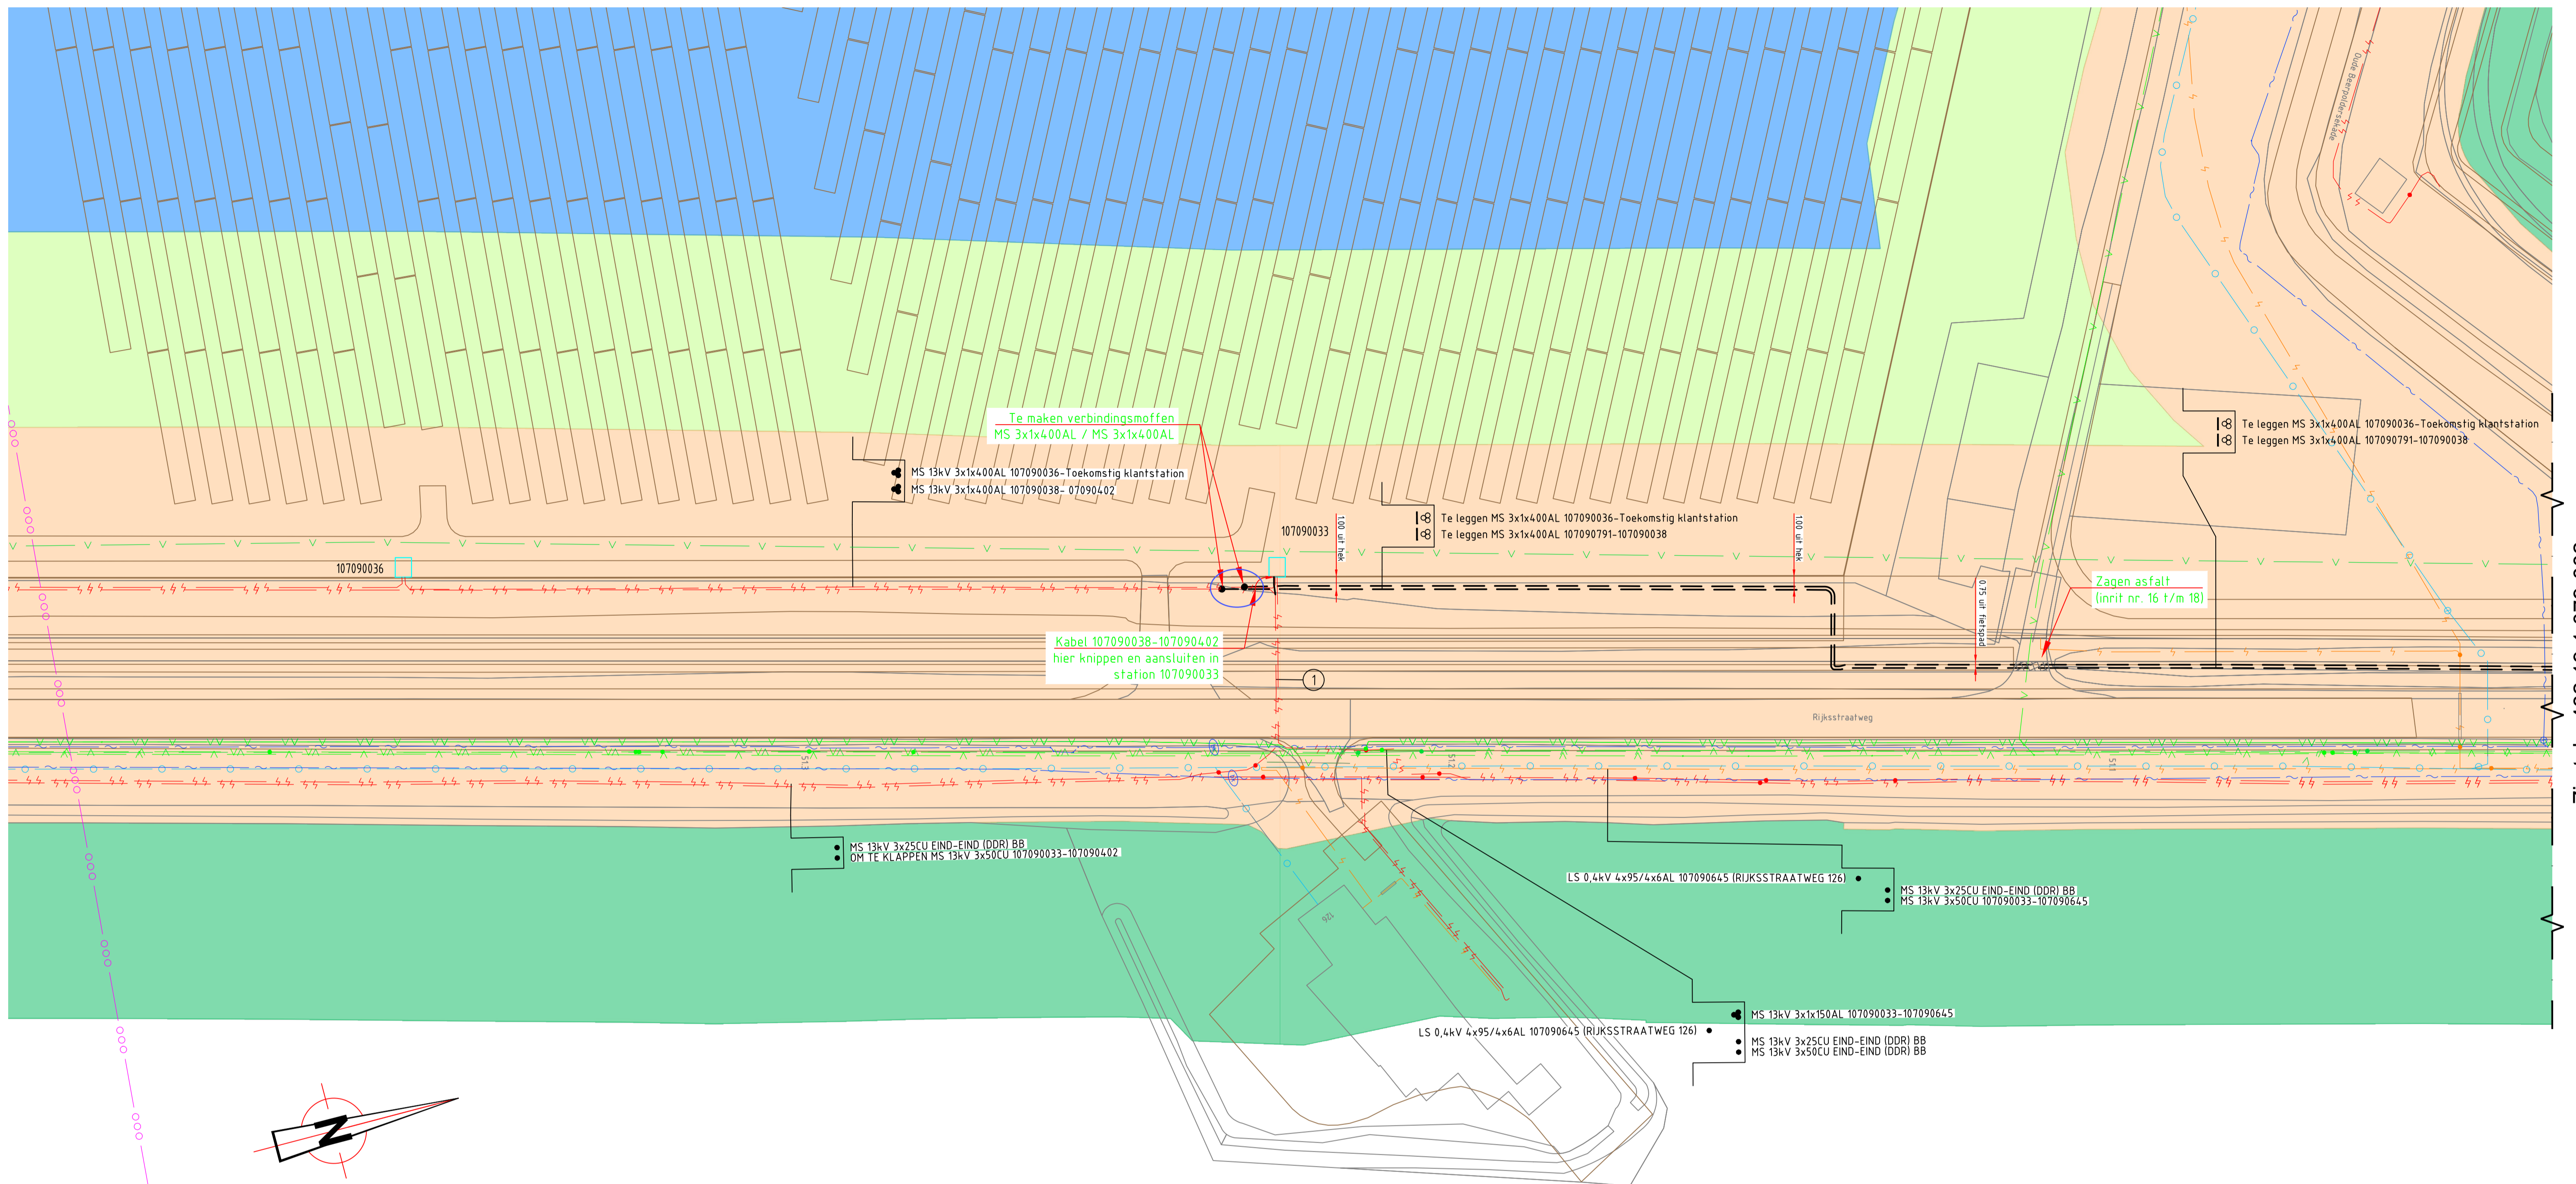 Oude Beerpoldersekade
Te maken verbindingsmoffen
MS 3x1x400AL / MS 3x1x400AL
MS 13kV 3x1x400AL 107090036-Toekomstig klantstation
MS 13kV 3x1x400AL 107090038- 07090402
Te leggen MS 3x1x400AL 107090036-Toekomstig klantstation
Te leggen MS 3x1x400AL 107090791-107090038
107090033
1.00 uit hek
Te leggen MS 3x1x400AL 107090036-Toekomstig klantstation
Te leggen MS 3x1x400AL 107090791-107090038
1.00 uit hek
107090036
0.75 uit fietspad
Zagen asfalt
(inrit nr. 16 t/m 18)
Kabel 107090038-107090402
hier knippen en aansluiten in
station 107090033
1
Rijksstraatweg
513
512
511
MS 13kV 3x25CU EIND-EIND (DDR) BB
OM TE KLAPPEN MS 13kV 3x50CU 107090033-107090402
LS 0,4kV 4x95/4x6AL 107090645 (RIJKSSTRAATWEG 126)
MS 13kV 3x25CU EIND-EIND (DDR) BB
MS 13kV 3x50CU 107090033-107090645
126
MS 13kV 3x1x150AL 107090033-107090645
LS 0,4kV 4x95/4x6AL 107090645 (RIJKSSTRAATWEG 126)
MS 13kV 3x25CU EIND-EIND (DDR) BB
MS 13kV 3x50CU EIND-EIND (DDR) BB
N